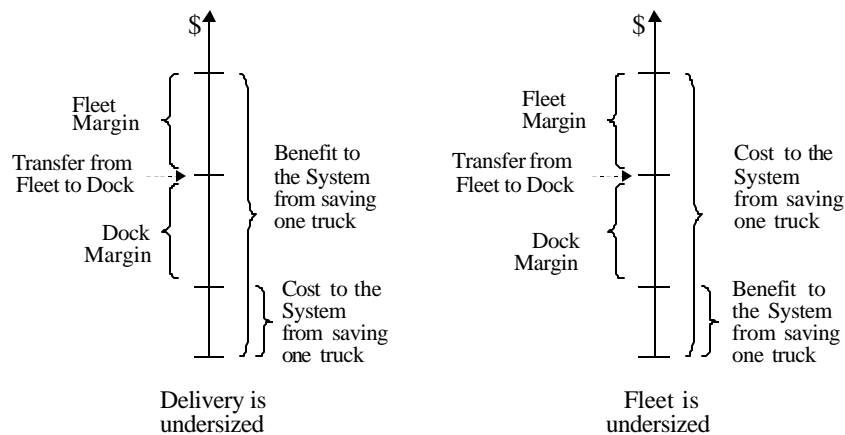 $
Fleet
Margin
Transfer from
Fleet to Dock
Dock
Margin
Benefit to
the System
from saving
one truck
Cost to the
System
from saving
one truck
Delivery is
undersized
$
Fleet
Margin
Transfer from
Fleet to Dock
Dock
Margin
Cost to the
System
from saving
one truck
Benefit to
the System
from saving
one truck
Fleet is
undersized